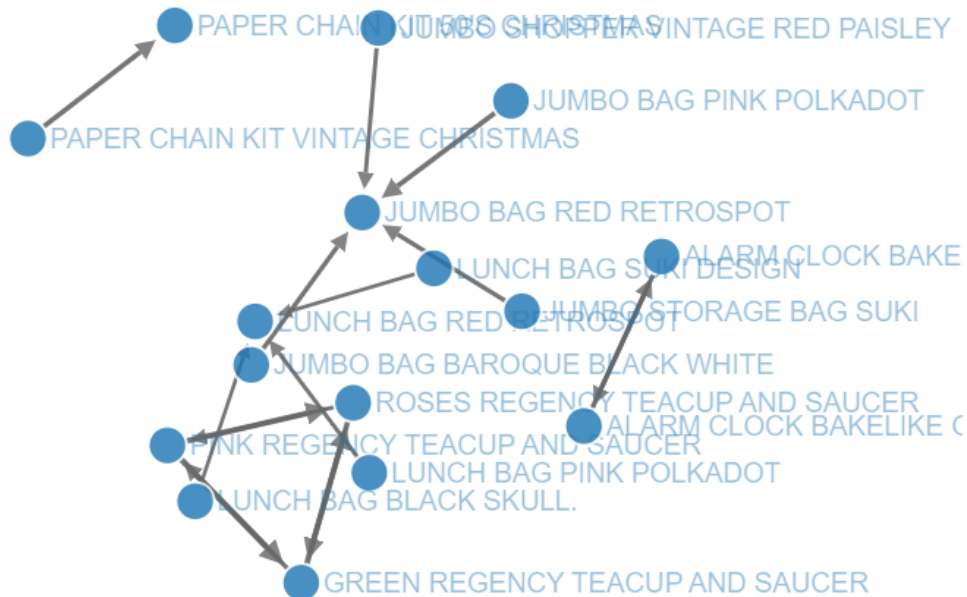 PAPER CHAIN KIT 50'S CHRISTMAS
JUMBO SHOPPER VINTAGE RED PAISLEY
JUMBO BAG PINK POLKADOT
PAPER CHAIN KIT VINTAGE CHRISTMAS
JUMBO BAG RED RETROSPOT
ALARM CLOCK BAKE
LUNCH BAG SUKI DESIGN
JUMBO STORAGE BAG SUKI
LUNCH BAG RED RETROSPOT
JUMBO BAG BAROQUE BLACK WHITE
ROSES REGENCY TEACUP AND SAUCER
ALARM CLOCK BAKELIKE
PINK REGENCY TEACUP AND SAUCER
LUNCH BAG PINK POLKADOT
LUNCH BAG BLACK SKULL.
GREEN REGENCY TEACUP AND SAUCER